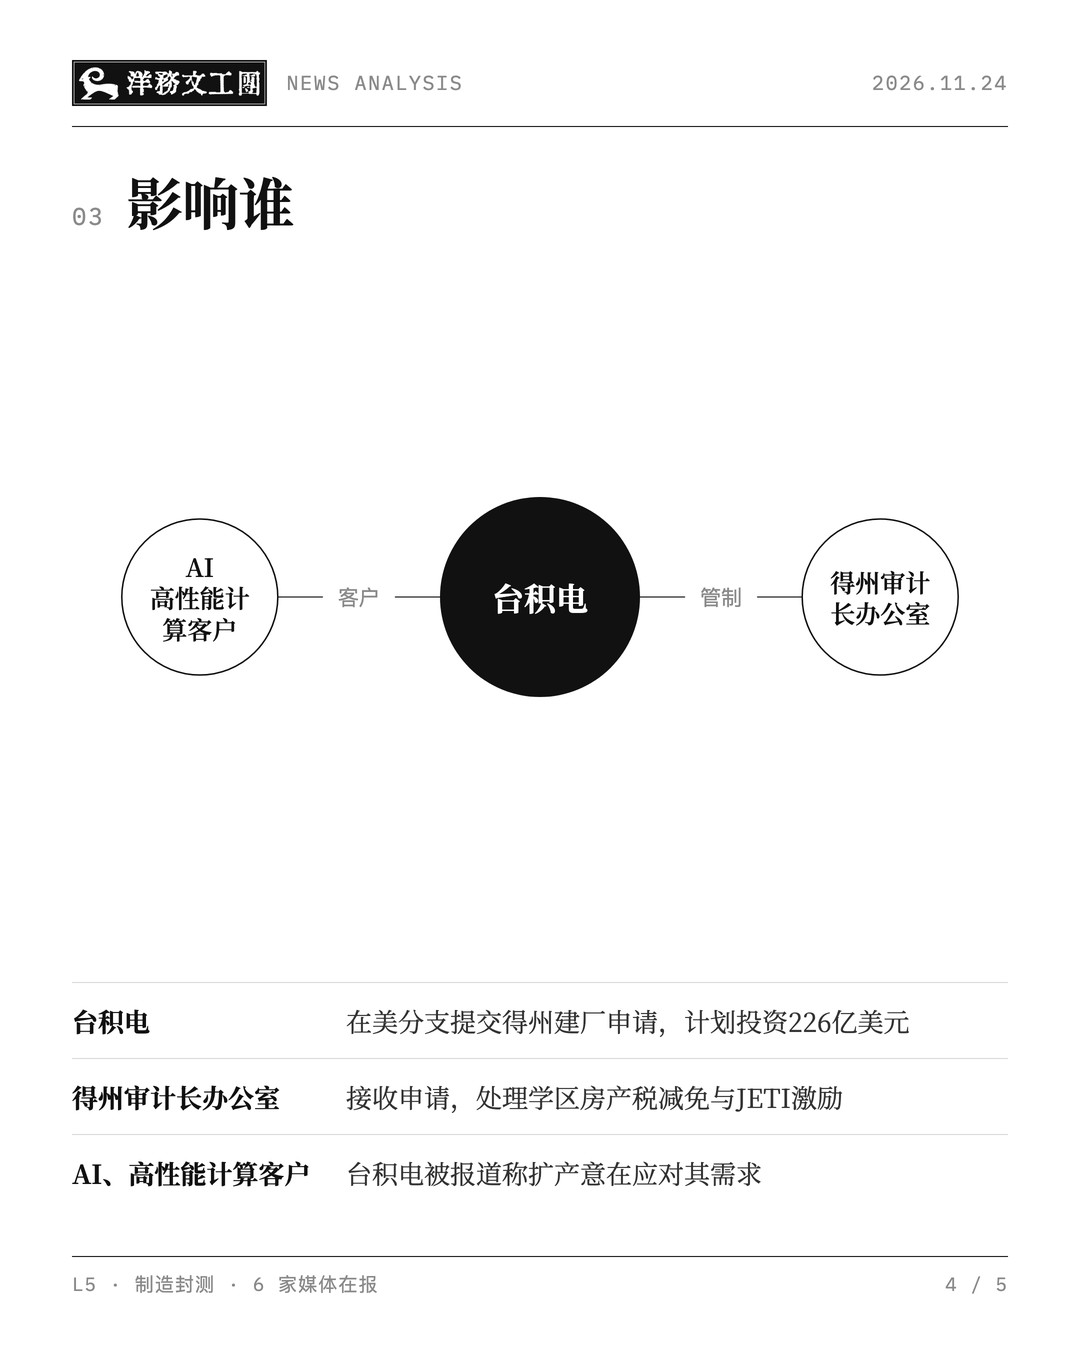 洋務文工團 NEWS ANALYSIS 2026.11.24
03 影响谁
AI
高性能计
算客户
客户
台积电
管制
得州审计
长办公室
台积电 在美分支提交得州建厂申请，计划投资226亿美元
得州审计长办公室 接收申请，处理学区房产税减免与JETI激励
AI、高性能计算客户 台积电被报道称扩产意在应对其需求
L5 · 制造封测 · 6 家媒体在报 4 / 5